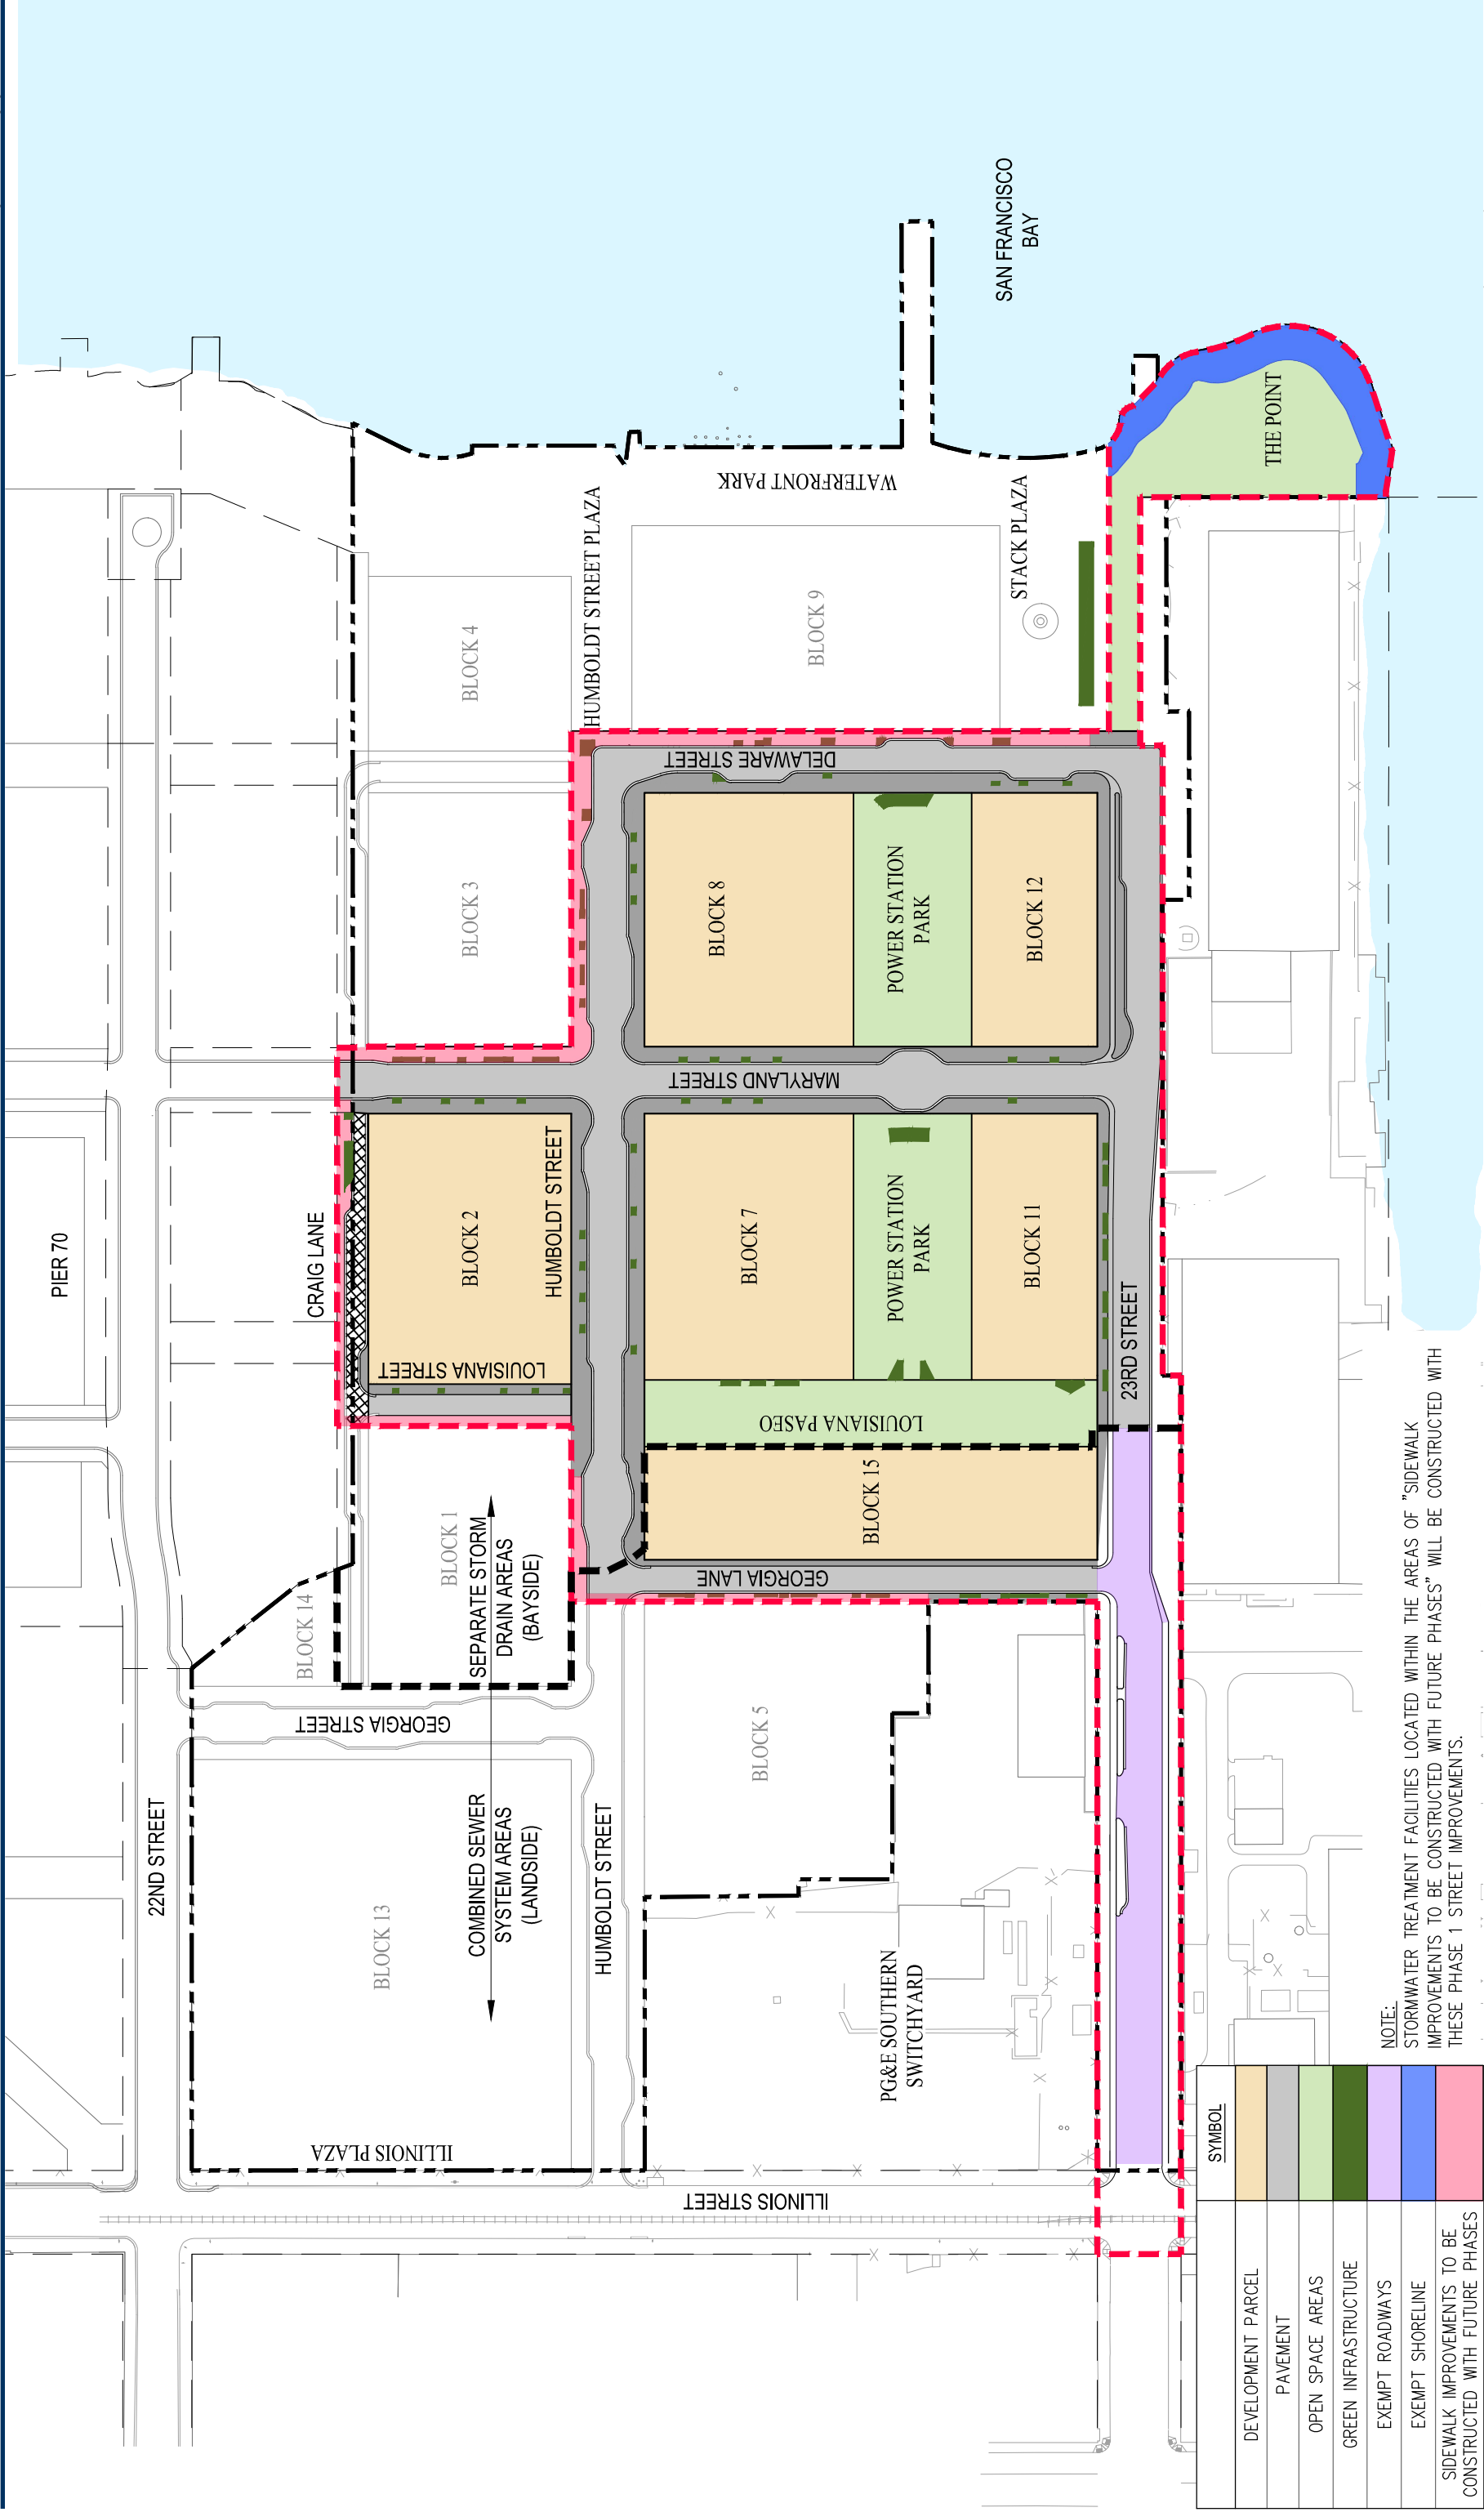 PIER 70
22ND STREET
CRAIG LANE
BLOCK 14
GEORGIA STREET
BLOCK 13
ILLINOIS PLAZA
ILLINOIS STREET
BLOCK 1
SEPARATE STORM
DRAIN AREAS
(BAYSIDE)
COMBINED SEWER
SYSTEM AREAS
(LANDSIDE)
LOUISIANA STREET
BLOCK 2
HUMBOLDT STREET
BLOCK 3
BLOCK 4
HUMBOLDT STREET PLAZA
HUMBOLDT STREET
DELAWARE STREET
MARYLAND STREET
BLOCK 5
GEORGIA LANE
BLOCK 15
LOUISIANA PASEO
BLOCK 7
BLOCK 8
BLOCK 9
WATERFRONT PARK
POWER STATION
PARK
POWER STATION
PARK
BLOCK 11
BLOCK 12
STACK PLAZA
SAN FRANCISCO
BAY
PG&E SOUTHERN
SWITCHYARD
23RD STREET
THE POINT
NOTE:
STORMWATER TREATMENT FACILITIES LOCATED WITHIN THE AREAS OF "SIDEWALK
IMPROVEMENTS TO BE CONSTRUCTED WITH FUTURE PHASES" WILL BE CONSTRUCTED WITH
THESE PHASE 1 STREET IMPROVEMENTS.
SYMBOL
DEVELOPMENT PARCEL
PAVEMENT
OPEN SPACE AREAS
GREEN INFRASTRUCTURE
EXEMPT ROADWAYS
EXEMPT SHORELINE
SIDEWALK IMPROVEMENTS TO BE
CONSTRUCTED WITH FUTURE PHASES